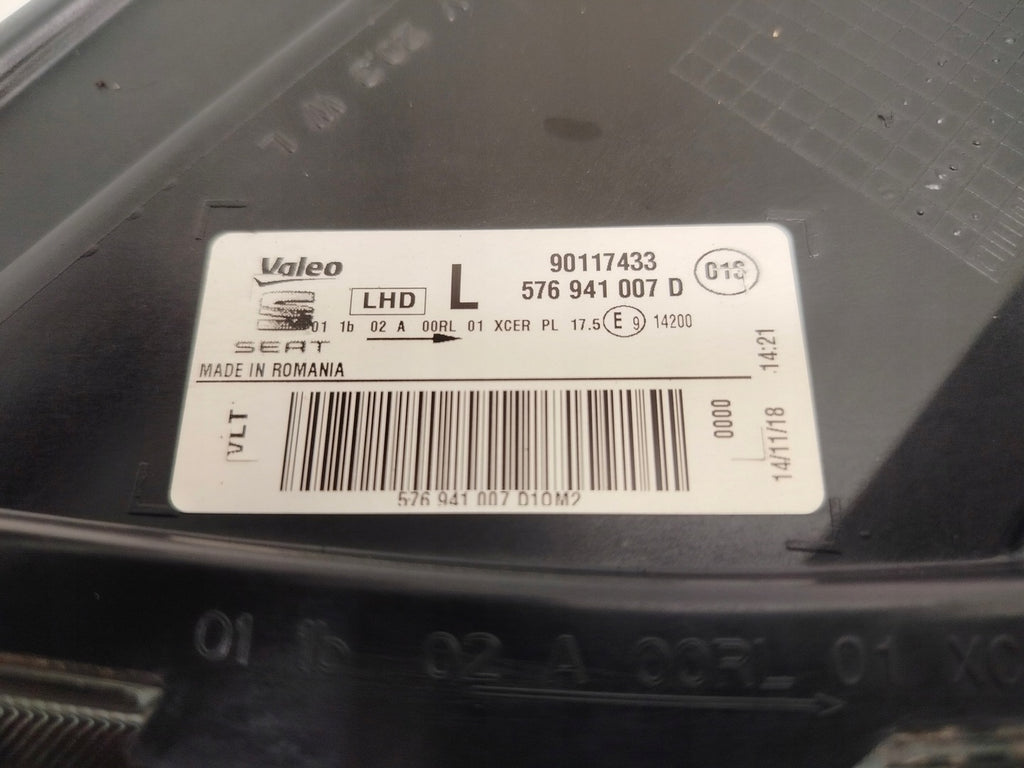 Valeo
SEAT
LHD
L
90117433
576 941 007 D
01 1b 02 A 00RL 01 XCER PL 17.5 E 9 14200
MADE IN ROMANIA
VLT
0000
14/11/18 14:21
576 941 007 D10M2
01 1b 02 A 00RL 01 XC